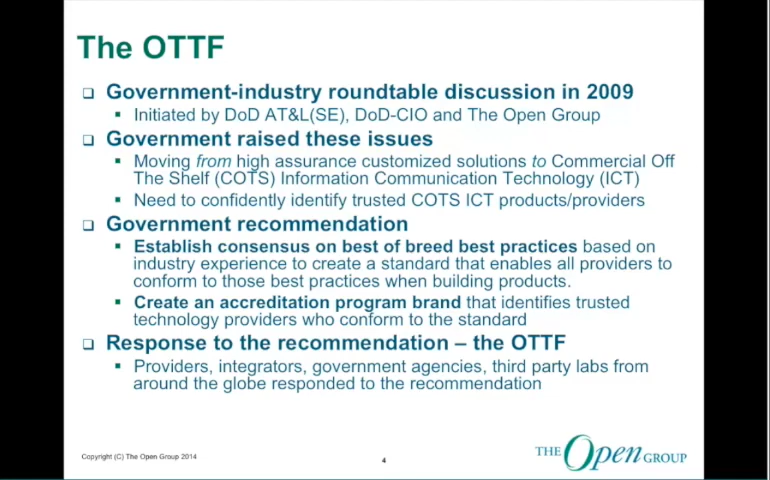 The OTTF
Government-industry roundtable discussion in 2009
Initiated by DoD AT&L(SE), DoD-CIO and The Open Group
Government raised these issues
Moving from high assurance customized solutions to Commercial Off
The Shelf (COTS) Information Communication Technology (ICT)
Need to confidently identify trusted COTS ICT products/providers
Government recommendation
Establish consensus on best of breed best practices based on
industry experience to create a standard that enables all providers to
conform to those best practices when building products.
Create an accreditation program brand that identifies trusted
technology providers who conform to the standard
Response to the recommendation – the OTTF
Providers, integrators, government agencies, third party labs from
around the globe responded to the recommendation
Copyright (C) The Open Group 2014
4
THE Open GROUP